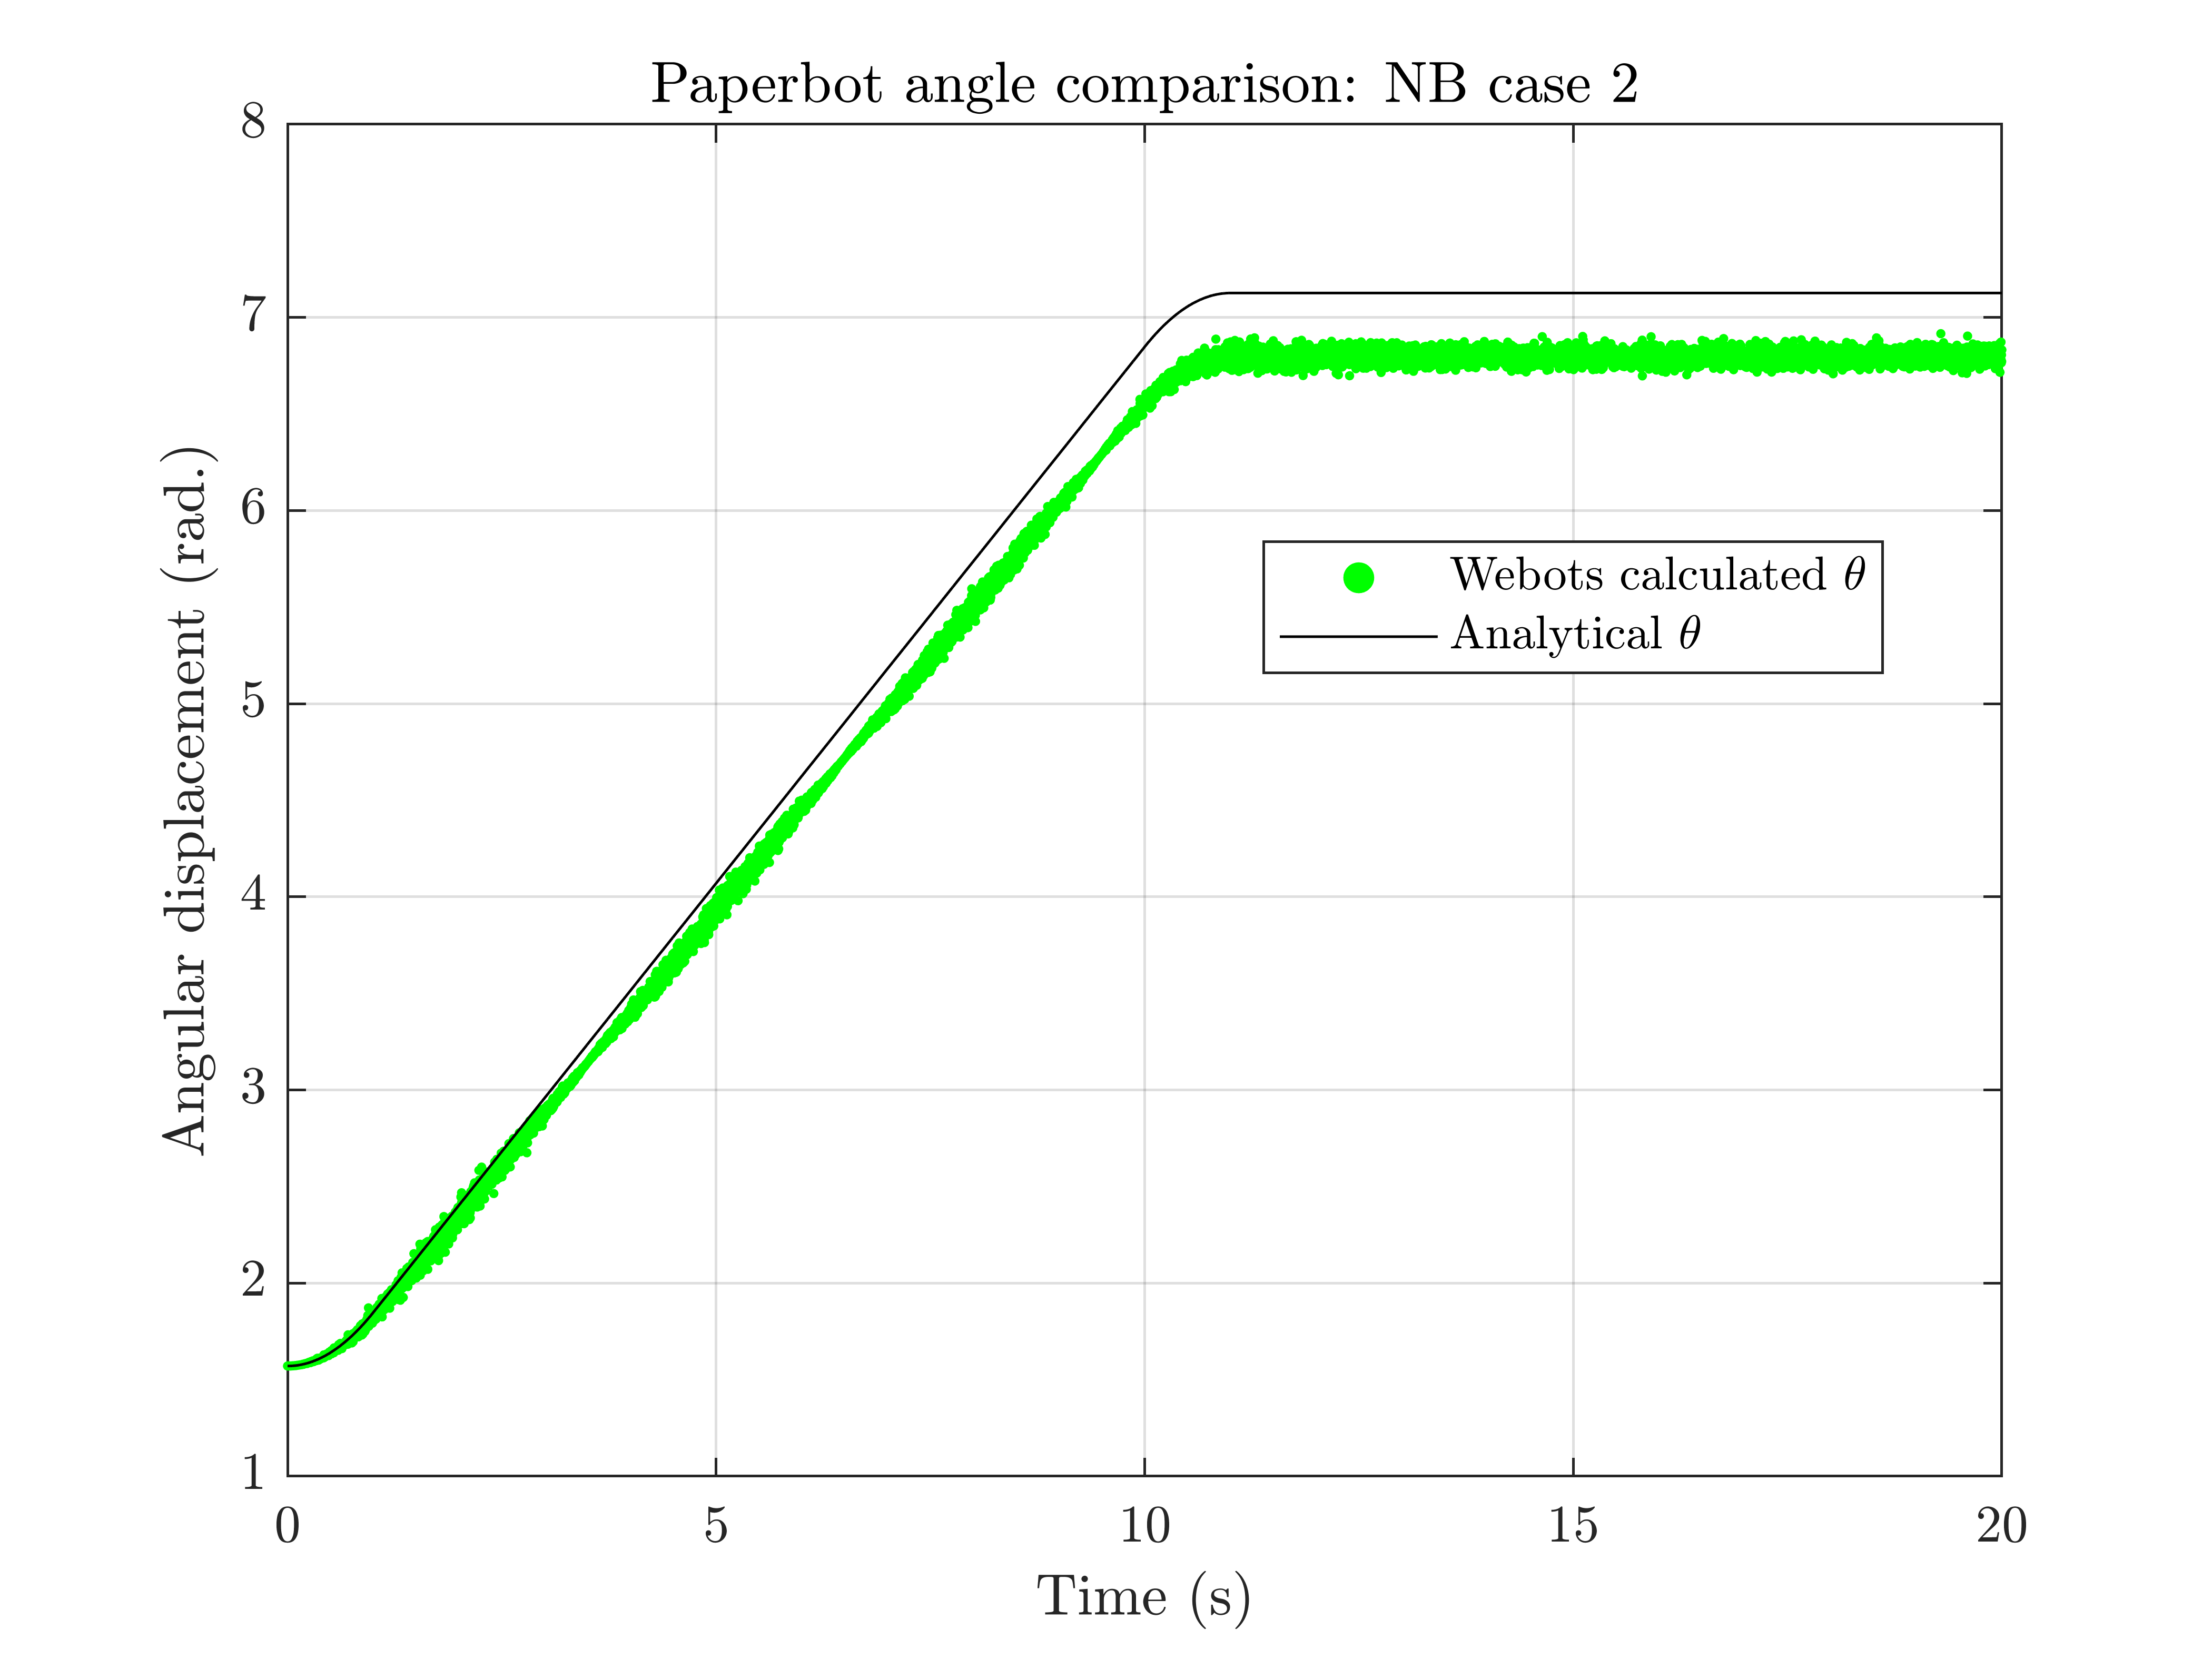 Paperbot angle comparison: NB case 2
8
7
6
5
4
3
2
1
Angular displacement (rad.)
Webots calculated θ
Analytical θ
0 5 10 15 20
Time (s)